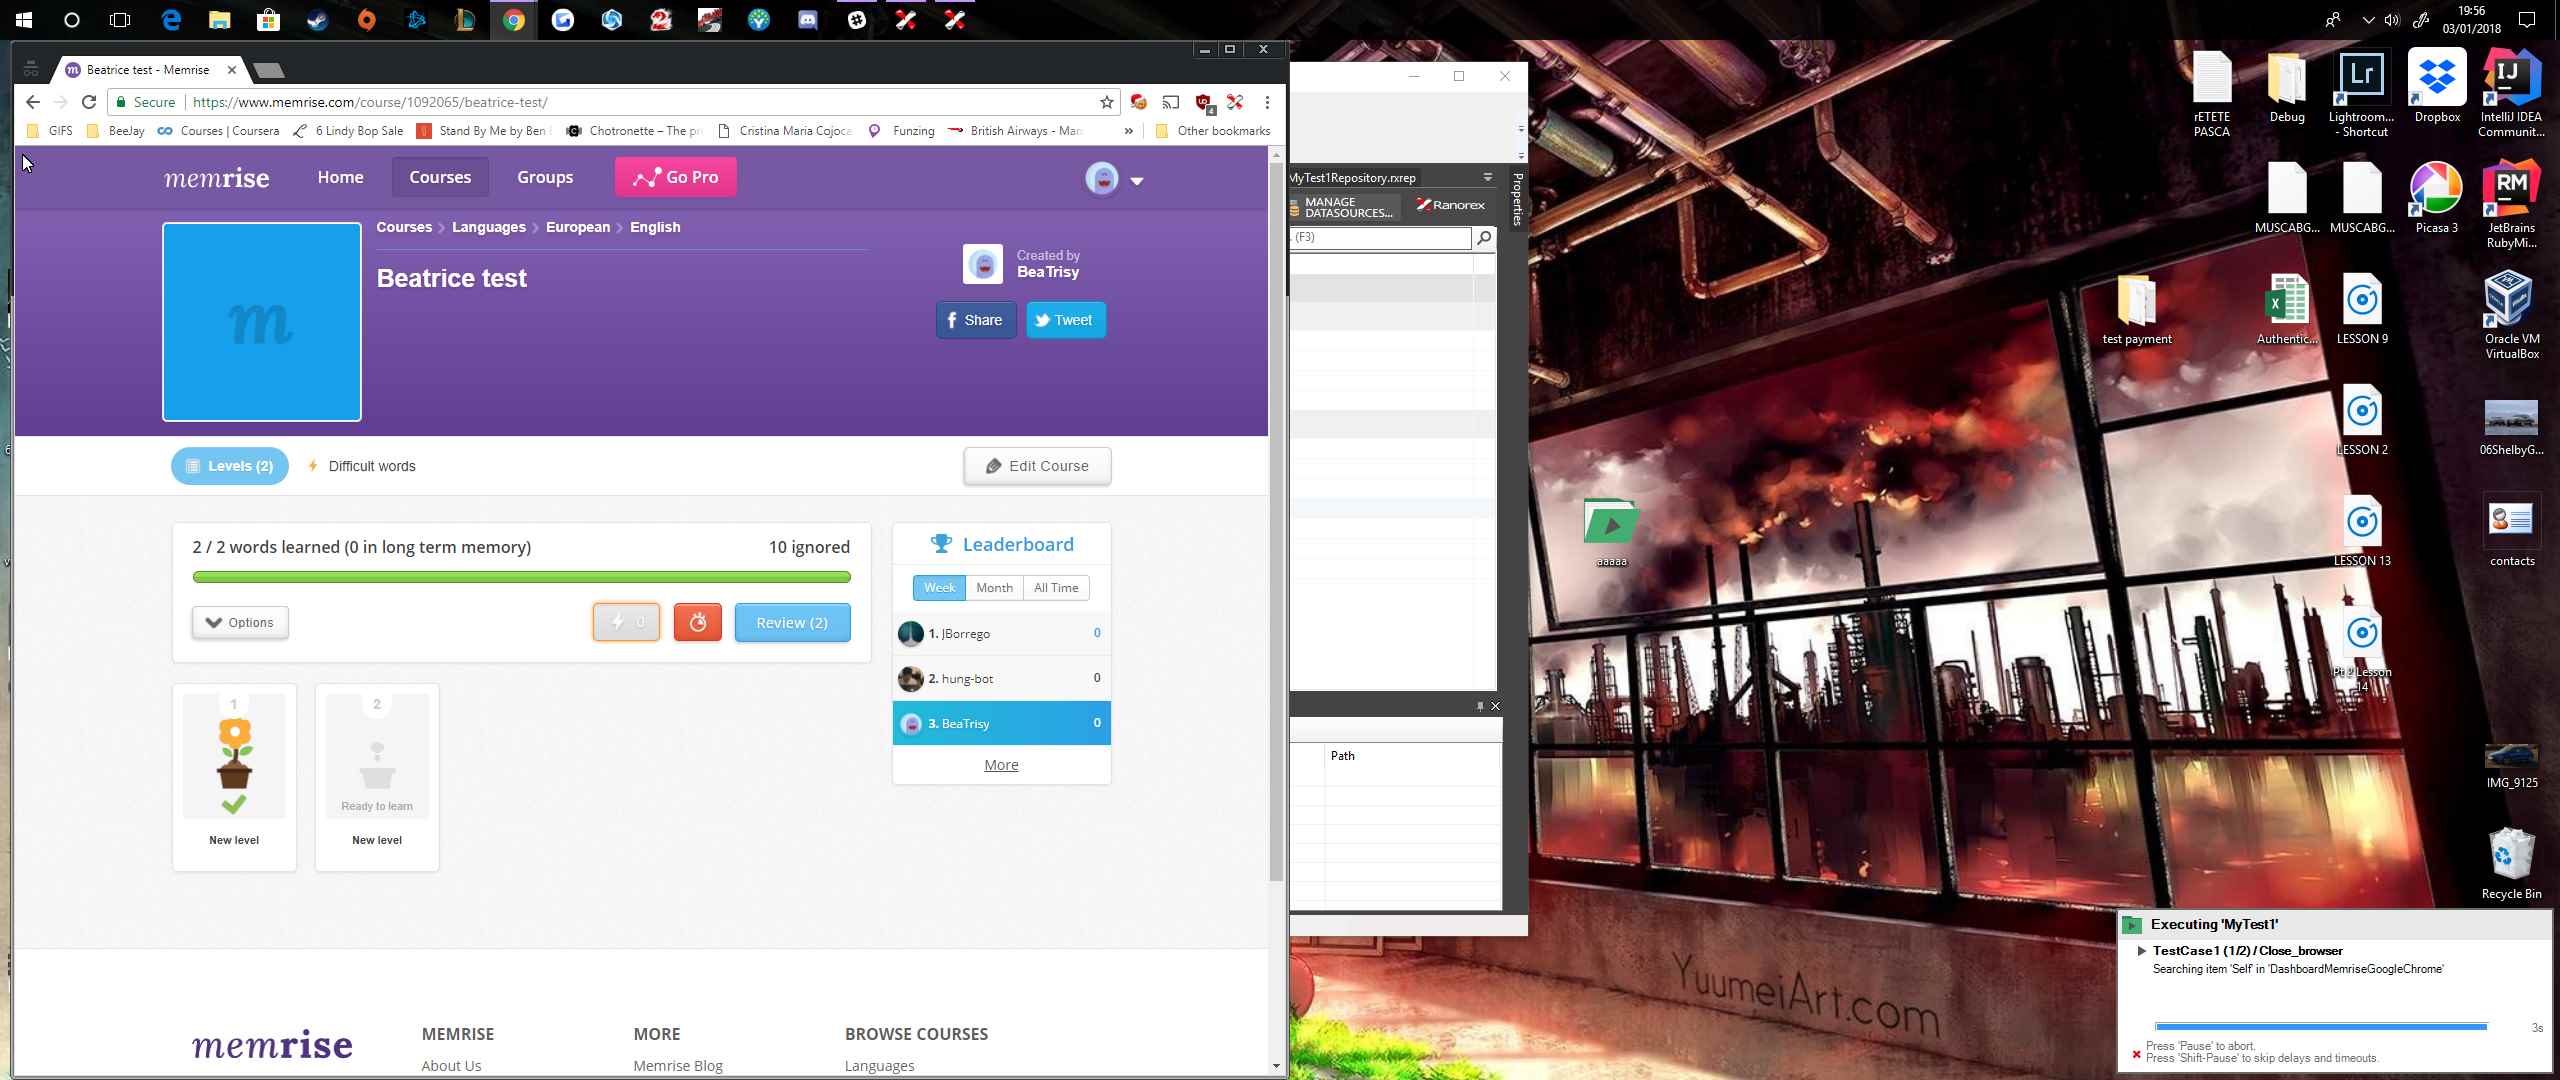 19:56
03/01/2018
Beatrice test - Memrise
Secure
https://www.memrise.com/course/1092065/beatrice-test/
GIFS
BeeJay
Courses | Coursera
6 Lindy Bop Sale
Stand By Me by Ben
Chotronette – The pr
Cristina Maria Cojoca
Funzing
British Airways - Man
»
Other bookmarks
memrise
Home
Courses
Groups
Go Pro
Courses > Languages > European > English
Beatrice test
Created by
BeaTrisy
Share
Tweet
m
Levels (2)
Difficult words
Edit Course
2 / 2 words learned (0 in long term memory)
10 ignored
Options
0
Review (2)
1
New level
2
Ready to learn
New level
Leaderboard
Week
Month
All Time
1. JBorrego 0
2. hung-bot 0
3. BeaTrisy 0
More
memrise
MEMRISE
About Us
MORE
Memrise Blog
BROWSE COURSES
Languages
MyTest1Repository.rxrep
MANAGE
DATASOURCES...
Ranorex
Properties
(F3)
Path
rETETE
PASCA
Debug
Lr
Lightroom...
- Shortcut
Dropbox
IJ
IntelliJ IDEA
Communit...
MUSCABG...
MUSCABG...
Picasa 3
RM
JetBrains
RubyMi...
test payment
Authentic...
LESSON 9
Oracle VM
VirtualBox
LESSON 2
06ShelbyG...
aaaaa
LESSON 13
contacts
Pt 2 Lesson
14
IMG_9125
Recycle Bin
YuumeiArt.com
Executing 'MyTest1'
TestCase1 (1/2) / Close_browser
Searching item 'Self' in 'DashboardMemriseGoogleChrome'
3s
Press 'Pause' to abort.
Press 'Shift-Pause' to skip delays and timeouts.